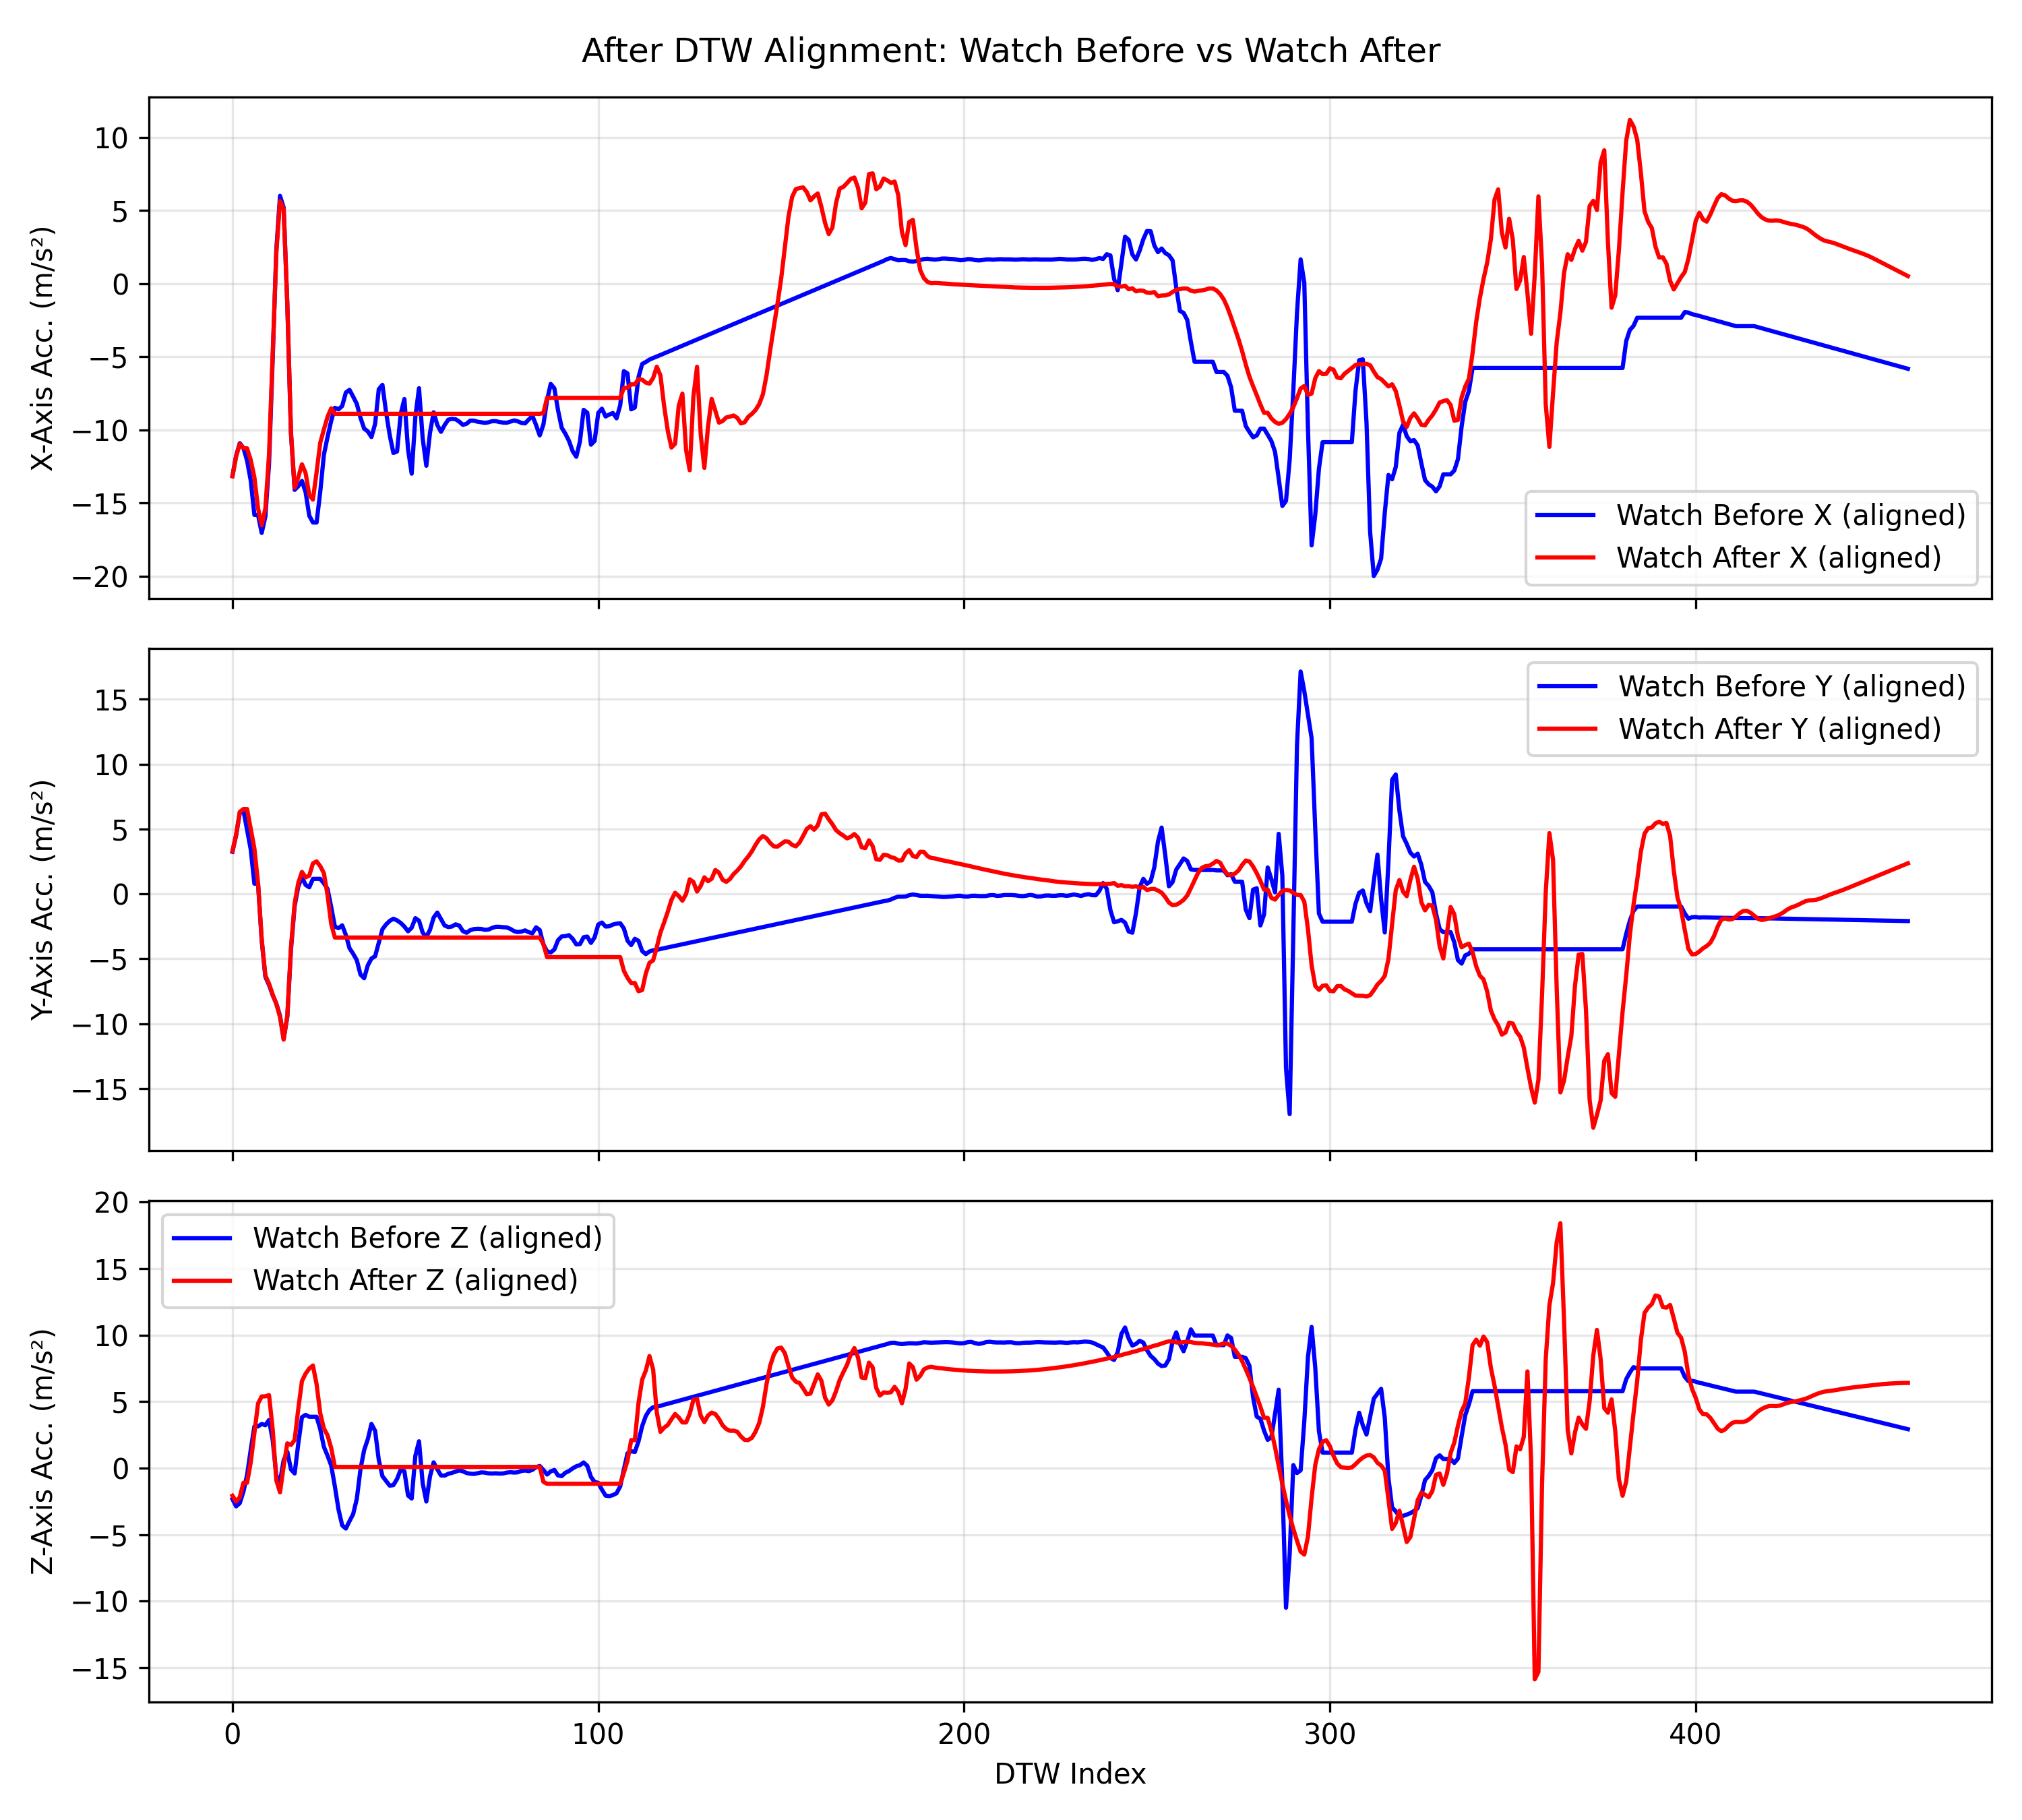 After DTW Alignment: Watch Before vs Watch After
X-Axis Acc. (m/s²)
10
5
0
−5
−10
−15
−20
Watch Before X (aligned)
Watch After X (aligned)
Y-Axis Acc. (m/s²)
15
10
5
0
−5
−10
−15
Watch Before Y (aligned)
Watch After Y (aligned)
Z-Axis Acc. (m/s²)
20
15
10
5
0
−5
−10
−15
Watch Before Z (aligned)
Watch After Z (aligned)
0 100 200 300 400
DTW Index